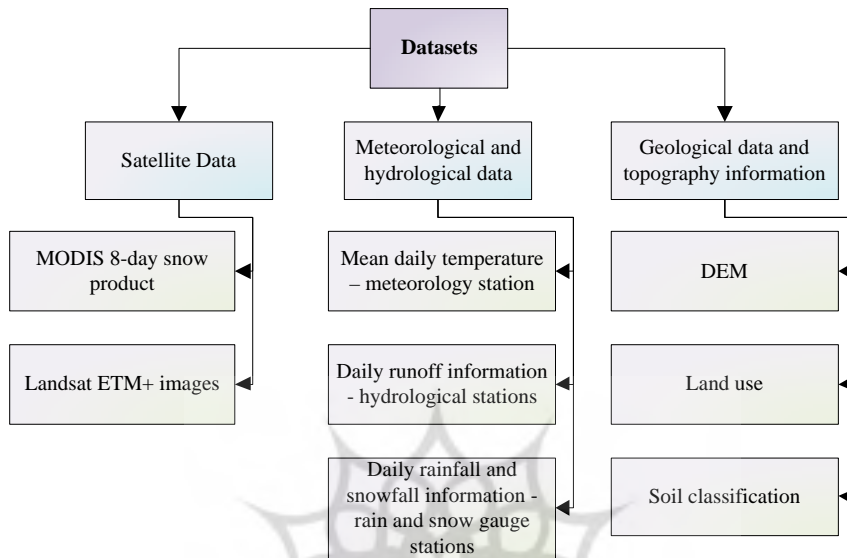 Datasets
Satellite Data
MODIS 8-day snow
product
Landsat ETM+ images
Meteorological and
hydrological data
Mean daily temperature
– meteorology station
Daily runoff information
- hydrological stations
Daily rainfall and
snowfall information -
rain and snow gauge
stations
Geological data and
topography information
DEM
Land use
Soil classification